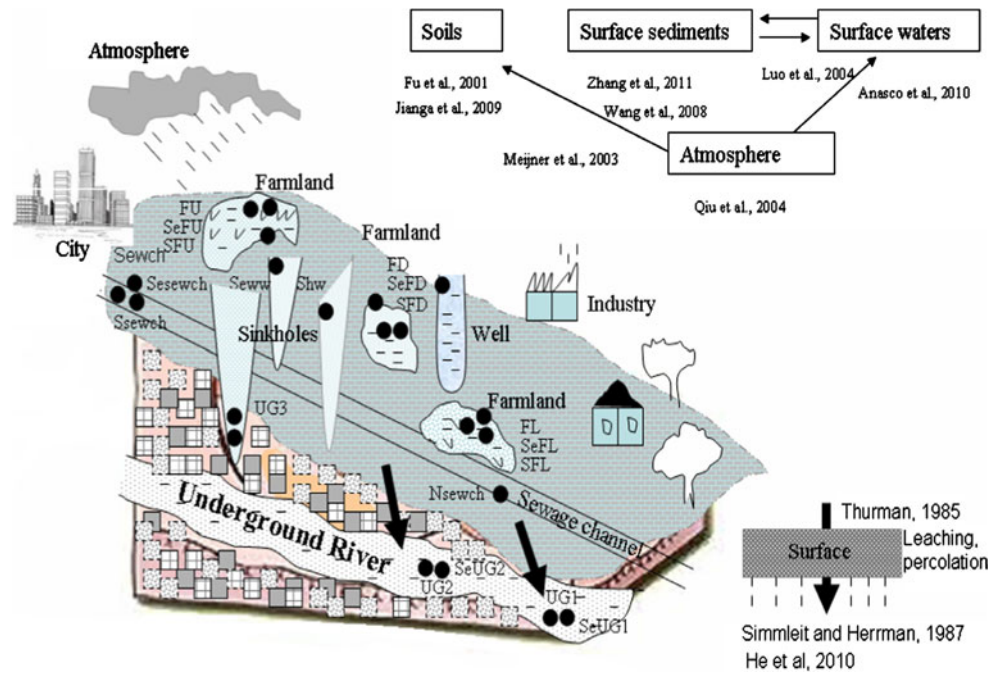 Atmosphere
Soils
Surface sediments
Surface waters
Fu et al., 2001
Jianga et al., 2009
Zhang et al., 2011
Wang et al., 2008
Luo et al., 2004
Anasco et al., 2010
Meijner et al., 2003
Atmosphere
Qiu et al., 2004
City
Farmland
FU
SeFU
SFU
Farmland
FD
SeFD
SFD
Sewch
Sesewch
Ssewch
Seww
Shw
Sinkholes
Well
Industry
UG3
Farmland
FL
SeFL
SFL
Nsewch
Sewage channel
Underground River
UG2
SeUG2
UG1
SeUG1
Thurman, 1985
Surface
Leaching,
percolation
Simmleit and Herrman, 1987
He et al, 2010